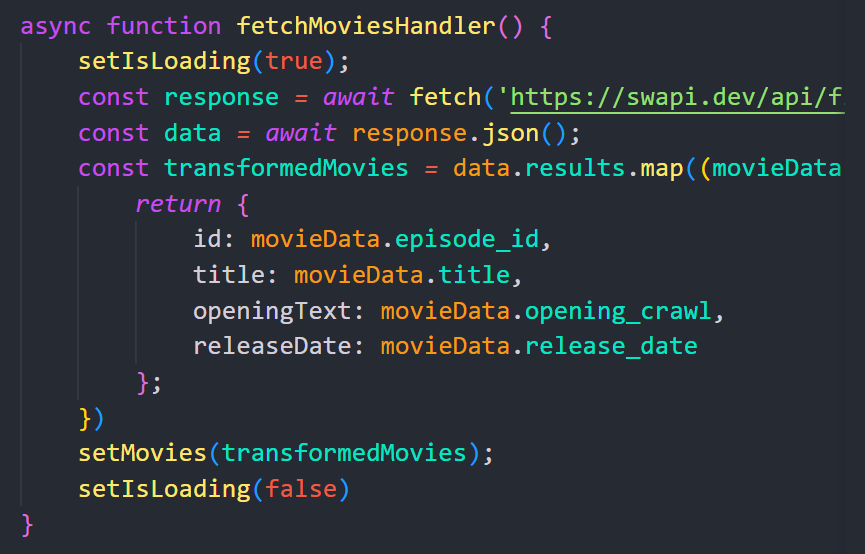 async function fetchMoviesHandler() {
setIsLoading(true);
const response = await fetch('https://swapi.dev/api/f
const data = await response.json();
const transformedMovies = data.results.map((movieData
return {
id: movieData.episode_id,
title: movieData.title,
openingText: movieData.opening_crawl,
releaseDate: movieData.release_date
};
})
setMovies(transformedMovies);
setIsLoading(false)
}